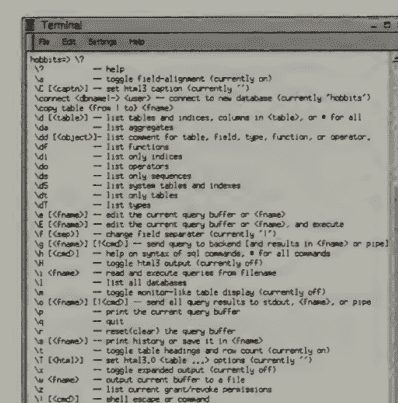 Terminal
File Edit Settings Help
hobbits=> \?
\? -- help
\a -- toggle field-alignment (currently on)
\C [<captn>] -- set html3 caption (currently '')
\connect <dbname|-> <user> -- connect to new database (currently "hobbits")
\copy table {from | to} <fname>
\d [<table>] -- list tables and indices, columns in <table>, or * for all
\da -- list aggregates
\dd [<object>]- list comment for table, field, type, function, or operator.
\df -- list functions
\di -- list only indices
\do -- list operators
\ds -- list only sequences
\dS -- list system tables and indexes
\dt -- list only tables
\dT -- list types
\e [<fname>] -- edit the current query buffer or <fname>
\E [<fname>] -- edit the current query buffer or <fname>, and execute
\f [<sep>] -- change field separater (currently '|')
\g [<fname>] [|<cmd>] -- send query to backend [and results in <fname> or pipe]
\h [<cmd>] -- help on syntax of sql commands, * for all commands
\H -- toggle html3 output (currently off)
\i <fname> -- read and execute queries from filename
\l -- list all databases
\m -- toggle monitor-like table display (currently off)
\o [<fname>] [|<cmd>] -- send all query results to stdout, <fname>, or pipe
\p -- print the current query buffer
\q -- quit
\r -- reset(clear) the query buffer
\s [<fname>] -- print history or save it in <fname>
\t -- toggle table headings and row count (currently on)
\T [<html>] -- set html3.0 <table ...> options (currently '')
\x -- toggle expanded output (currently off)
\w <fname> -- output current buffer to a file
\z -- list current grant/revoke permissions
\! [<cmd>] -- shell escape or command